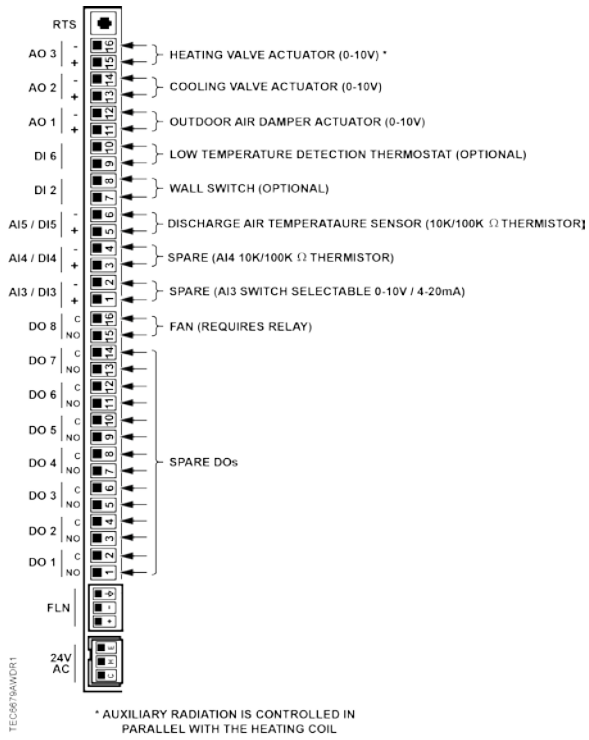 RTS
AO 3 - 16 HEATING VALVE ACTUATOR (0-10V) *
+ 15
AO 2 - 14 COOLING VALVE ACTUATOR (0-10V)
+ 13
AO 1 - 12 OUTDOOR AIR DAMPER ACTUATOR (0-10V)
+ 11
DI 6 10 LOW TEMPERATURE DETECTION THERMOSTAT (OPTIONAL)
9
DI 2 8 WALL SWITCH (OPTIONAL)
7
AI5 / DI5 - 6 DISCHARGE AIR TEMPERATAURE SENSOR (10K/100K Ω THERMISTOR]
+ 5
AI4 / DI4 - 4 SPARE (AI4 10K/100K Ω THERMISTOR)
+ 3
AI3 / DI3 - 2 SPARE (AI3 SWITCH SELECTABLE 0-10V / 4-20mA)
+ 1
DO 8 C 16 FAN (REQUIRES RELAY)
NO 15
DO 7 C 14
NO 13
DO 6 C 12
NO 11
DO 5 C 10
NO 9
DO 4 C 8 SPARE DOs
NO 7
DO 3 C 6
NO 5
DO 2 C 4
NO 3
DO 1 C 2
NO 1
FLN
-
+
24V AC E
H
C
TEC6679AWDR1
* AUXILIARY RADIATION IS CONTROLLED IN
PARALLEL WITH THE HEATING COIL